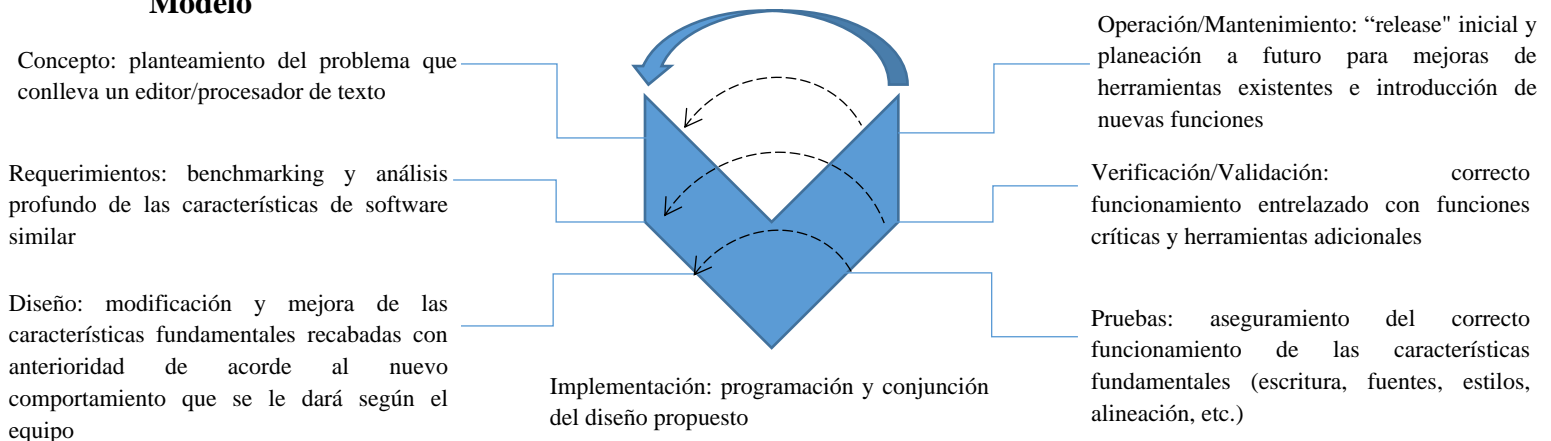 Modelo
Concepto: planteamiento del problema que
conlleva un editor/procesador de texto
Requerimientos: benchmarking y análisis
profundo de las características de software
similar
Diseño: modificación y mejora de las
características fundamentales recabadas con
anterioridad de acorde al nuevo
comportamiento que se le dará según el
equipo
Implementación: programación y conjunción
del diseño propuesto
Operación/Mantenimiento: “release" inicial y
planeación a futuro para mejoras de
herramientas existentes e introducción de
nuevas funciones
Verificación/Validación: correcto
funcionamiento entrelazado con funciones
críticas y herramientas adicionales
Pruebas: aseguramiento del correcto
funcionamiento de las características
fundamentales (escritura, fuentes, estilos,
alineación, etc.)